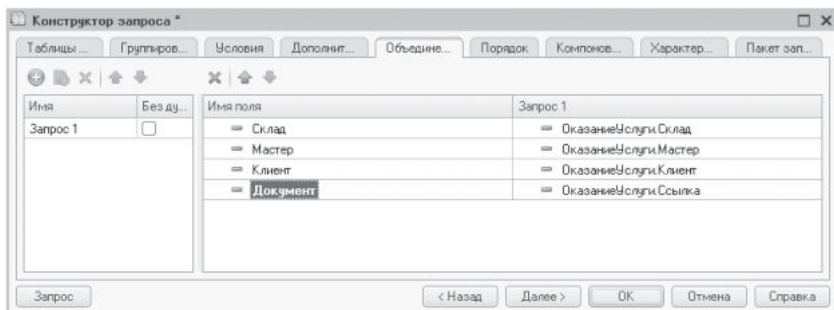 Конструктор запроса *
Таблицы ... Группиров... Условия Дополнит... Объедине... Порядок Компонов... Характер... Пакет зап...
Имя Без ду... Имя поля Запрос 1
Запрос 1 Склад ОказаниеУслуги.Склад
Мастер ОказаниеУслуги.Мастер
Клиент ОказаниеУслуги.Клиент
Документ ОказаниеУслуги.Ссылка
Запрос < Назад Далее > ОК Отмена Справка